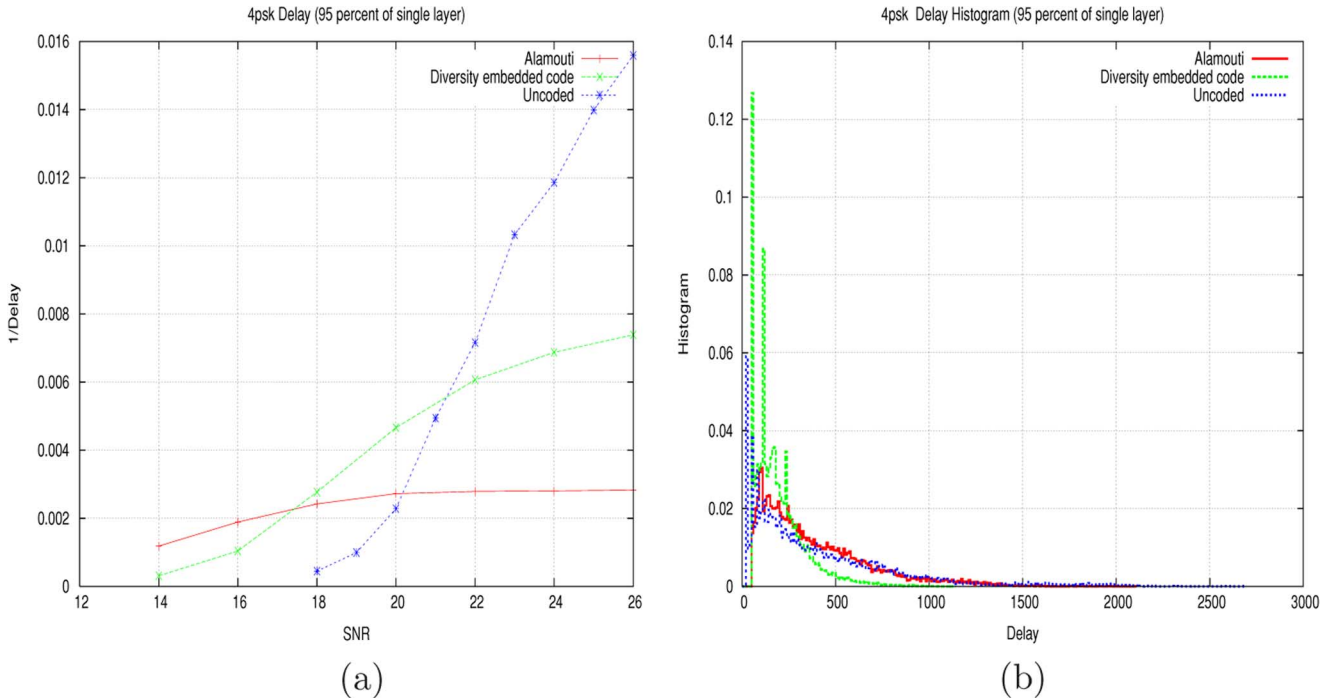 4psk Delay (95 percent of single layer)
0.016
0.014
0.012
0.01
0.008
0.006
0.004
0.002
0
1/Delay
Alamouti
Diversity embedded code
Uncoded
12 14 16 18 20 22 24 26
SNR
(a)
4psk Delay Histogram (95 percent of single layer)
0.14
0.12
0.1
0.08
0.06
0.04
0.02
0
Histogram
Alamouti
Diversity embedded code
Uncoded
0 500 1000 1500 2000 2500 3000
Delay
(b)